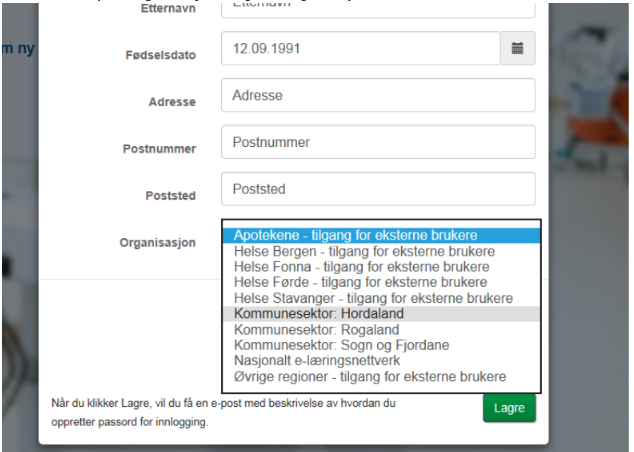 Etternavn
Etternavn
m ny
Fødselsdato
12.09.1991
Adresse
Adresse
Postnummer
Postnummer
Poststed
Poststed
Organisasjon
Apotekene - tilgang for eksterne brukere
Helse Bergen - tilgang for eksterne brukere
Helse Fonna - tilgang for eksterne brukere
Helse Førde - tilgang for eksterne brukere
Helse Stavanger - tilgang for eksterne brukere
Kommunesektor: Hordaland
Kommunesektor: Rogaland
Kommunesektor: Sogn og Fjordane
Nasjonalt e-læringsnettverk
Øvrige regioner - tilgang for eksterne brukere
Når du klikker Lagre, vil du få en e-post med beskrivelse av hvordan du
oppretter passord for innlogging.
Lagre